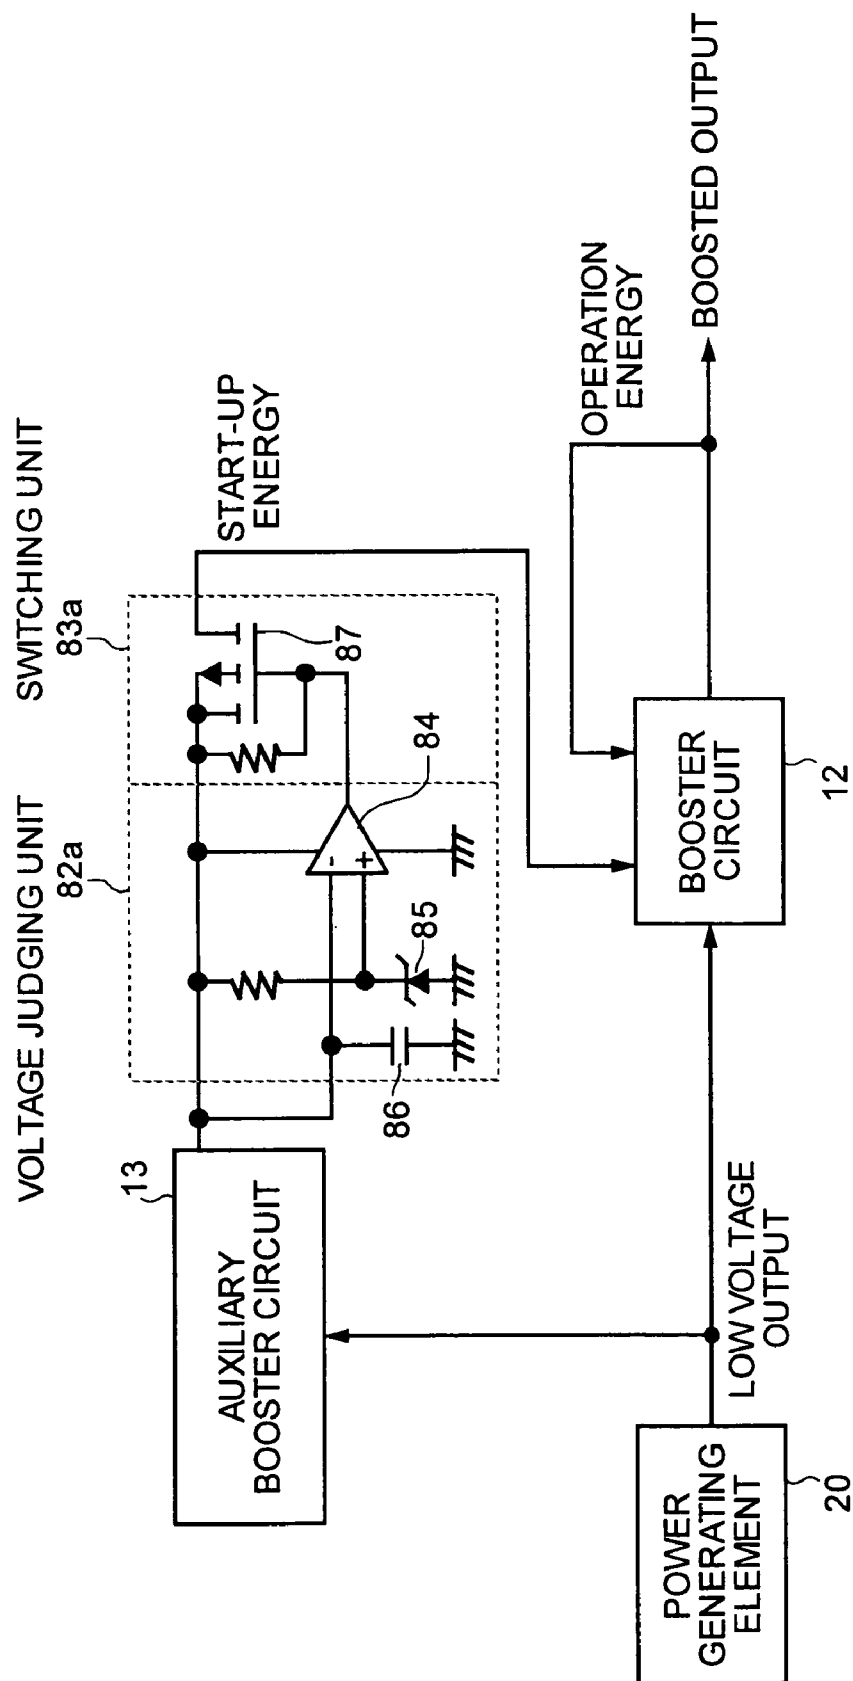 VOLTAGE JUDGING UNIT
82a
SWITCHING UNIT
83a
13
AUXILIARY
BOOSTER CIRCUIT
86
85
-
+
84
87
START-UP
ENERGY
OPERATION
ENERGY
BOOSTED OUTPUT
POWER
GENERATING
ELEMENT
20
LOW VOLTAGE
OUTPUT
BOOSTER
CIRCUIT
12